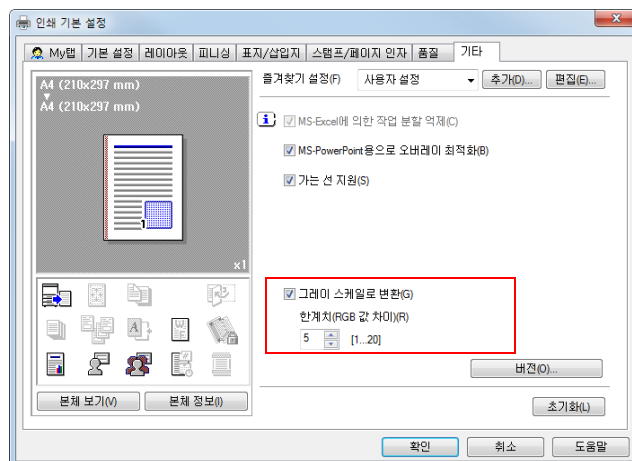 인쇄 기본 설정
My탭 기본 설정 레이아웃 피니싱 표지/삽입지 스탬프/페이지 인자 품질 기타
A4 (210x297 mm)
A4 (210x297 mm)
1
x1
즐겨찾기 설정(F) 사용자 설정 추가(D)... 편집(E)...
MS-Excel에 의한 작업 분할 억제(C)
MS-PowerPoint용으로 오버레이 최적화(B)
가는 선 지원(S)
그레이 스케일로 변환(G)
한계치(RGB 값 차이)(R)
5 [1...20]
버전(O)...
본체 보기(V) 본체 정보(I)
초기화(L)
확인 취소 도움말